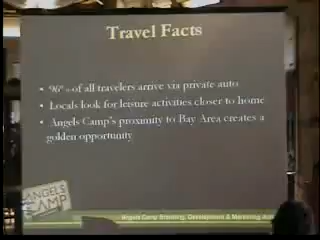 Travel Facts
• 96% of all travelers arrive via private auto
• Locals look for leisure activities closer to home
• Angels Camp's proximity to Bay Area creates a
golden opportunity
ANGELS
CAMP
Angels Camp Branding, Development & Marketing